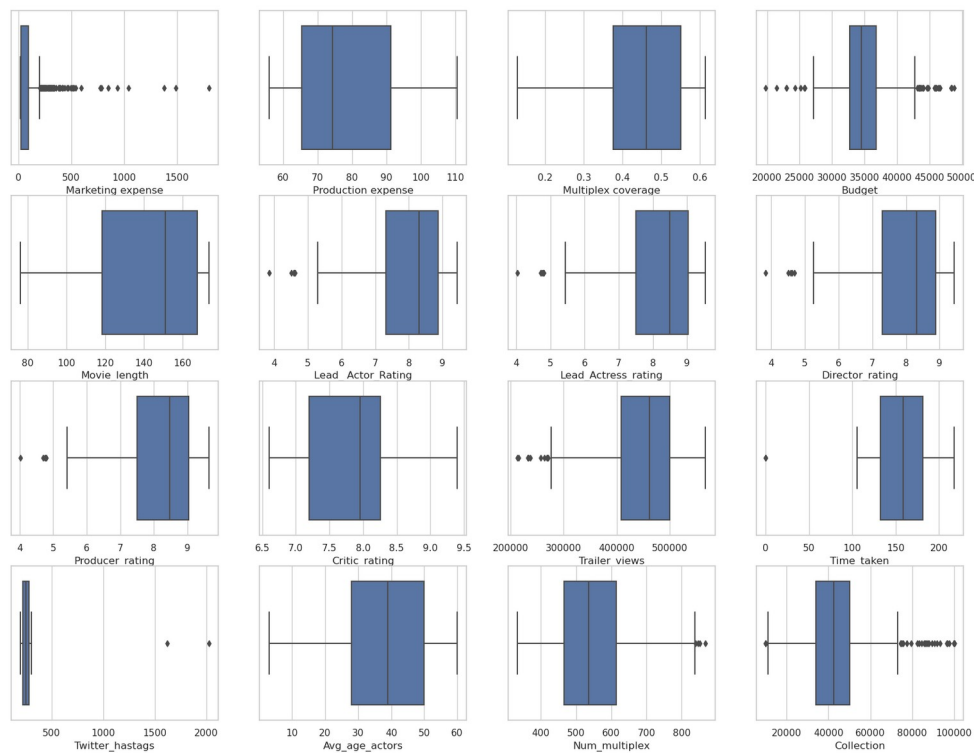 0 500 1000 1500
Marketing expense
60 70 80 90 100 110
Production expense
0.2 0.3 0.4 0.5 0.6
Multiplex coverage
20000 25000 30000 35000 40000 45000 50000
Budget
80 100 120 140 160
Movie_length
4 5 6 7 8 9
Lead_ Actor_Rating
4 5 6 7 8 9
Lead_Actress_rating
4 5 6 7 8 9
Director_rating
4 5 6 7 8 9
Producer_rating
6.5 7.0 7.5 8.0 8.5 9.0 9.5
Critic_rating
200000 300000 400000 500000
Trailer_views
0 50 100 150 200
Time_taken
500 1000 1500 2000
Twitter_hastags
10 20 30 40 50 60
Avg_age_actors
400 500 600 700 800
Num_multiplex
20000 40000 60000 80000 100000
Collection